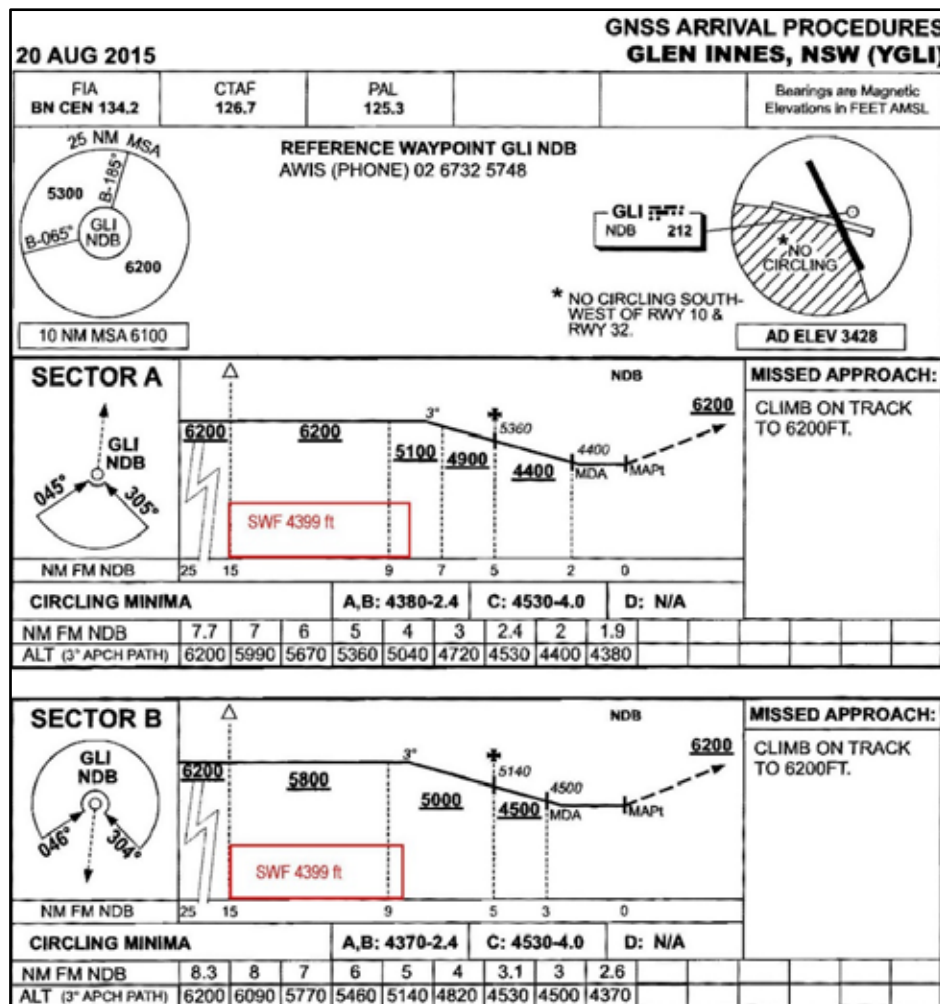 GNSS ARRIVAL PROCEDURES
20 AUG 2015
GLEN INNES, NSW (YGLI)
FIA
BN CEN 134.2
CTAF
126.7
PAL
125.3
Bearings are Magnetic
Elevations in FEET AMSL
25 NM MSA
5300
B-185°
B-065°
GLI
NDB
6200
10 NM MSA 6100
REFERENCE WAYPOINT GLI NDB
AWIS (PHONE) 02 6732 5748
GLI
NDB 212
* NO CIRCLING SOUTH-
WEST OF RWY 10 &
RWY 32.
* NO
CIRCLING
AD ELEV 3428
SECTOR A
GLI
NDB
045°
305°
NDB
6200 6200 3° 5360 6200
5100 4900 4400 4400
MDA MAPt
SWF 4399 ft
NM FM NDB 25 15 9 7 5 2 0
MISSED APPROACH:
CLIMB ON TRACK
TO 6200FT.
CIRCLING MINIMA A,B: 4380-2.4 C: 4530-4.0 D: N/A
NM FM NDB 7.7 7 6 5 4 3 2.4 2 1.9
ALT (3° APCH PATH) 6200 5990 5670 5360 5040 4720 4530 4400 4380
SECTOR B
GLI
NDB
046°
304°
NDB
6200 5800 3° 5140 6200
5000 4500 4500
MDA MAPt
SWF 4399 ft
NM FM NDB 25 15 9 5 3 0
MISSED APPROACH:
CLIMB ON TRACK
TO 6200FT.
CIRCLING MINIMA A,B: 4370-2.4 C: 4530-4.0 D: N/A
NM FM NDB 8.3 8 7 6 5 4 3.1 3 2.6
ALT (3° APCH PATH) 6200 6090 5770 5460 5140 4820 4530 4500 4370